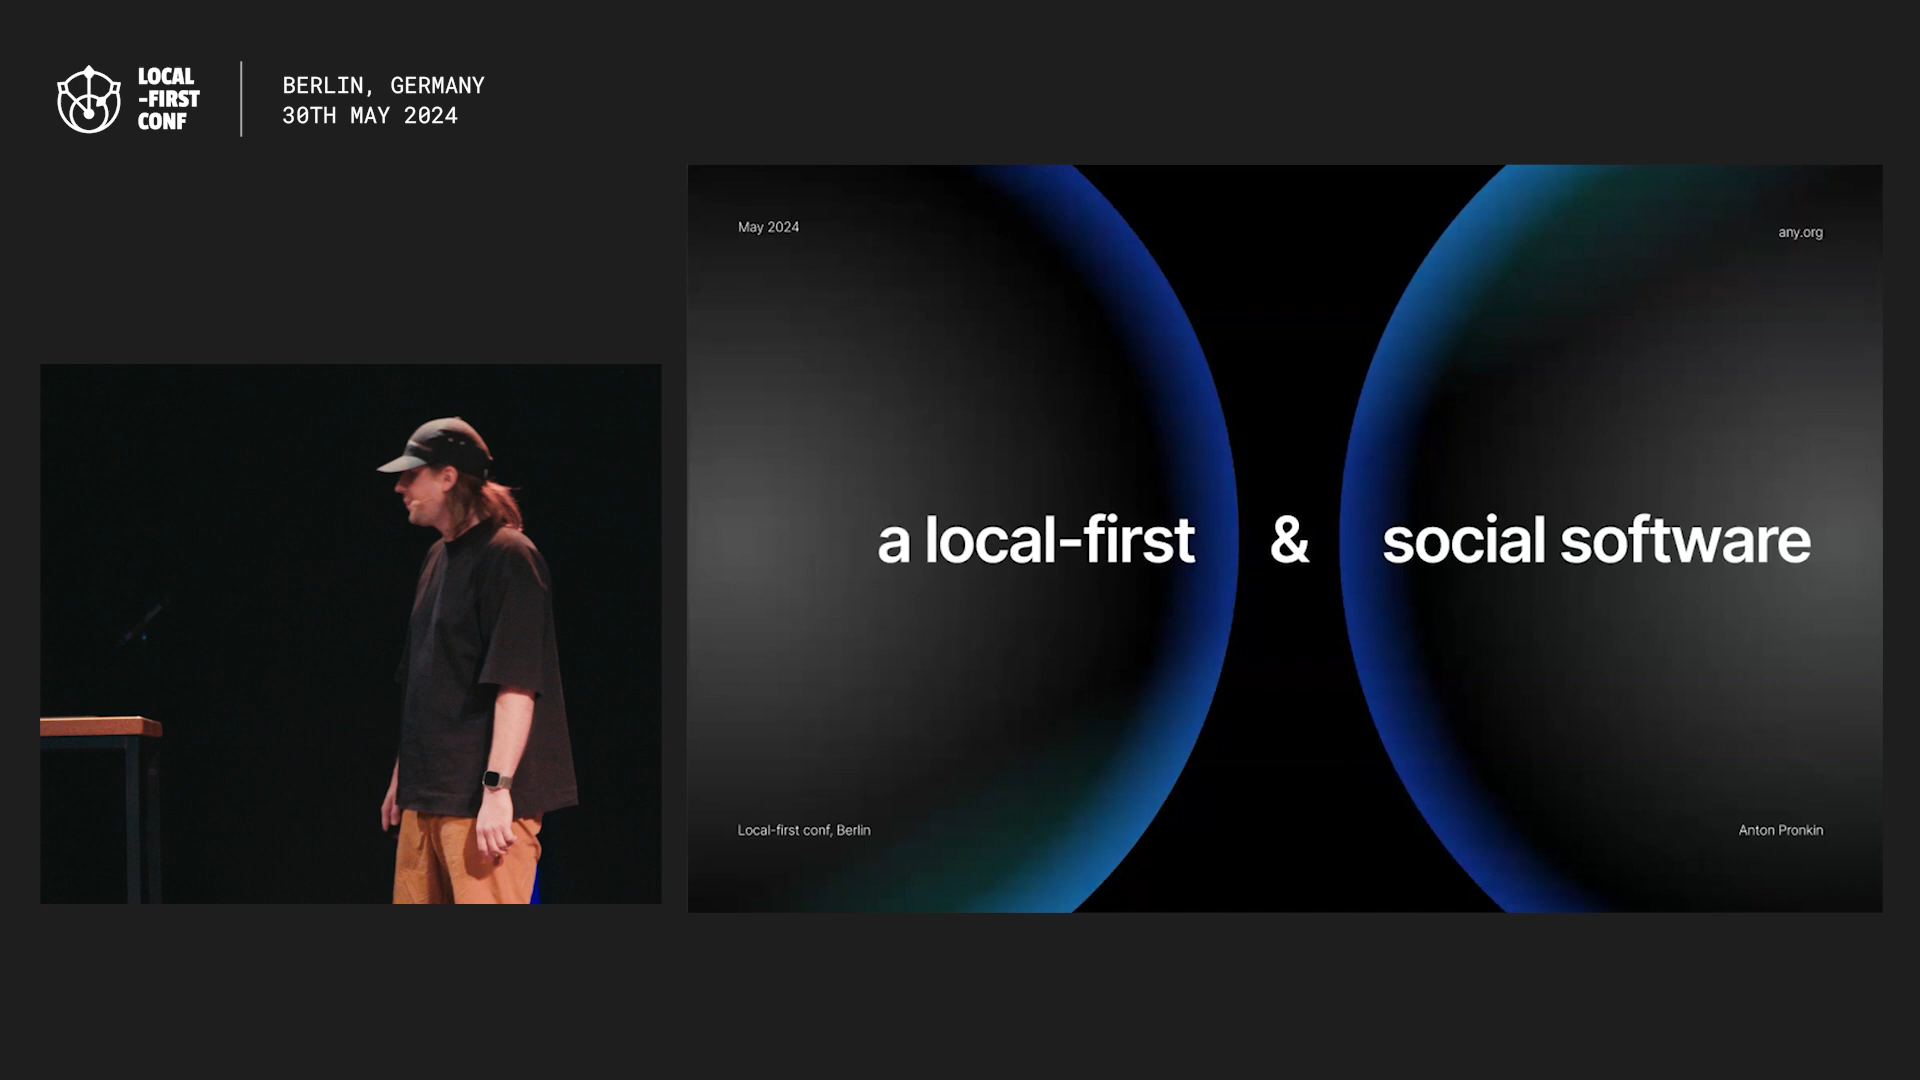 LOCAL
-FIRST
CONF
BERLIN, GERMANY
30TH MAY 2024
May 2024
any.org
a local-first & social software
Local-first conf, Berlin
Anton Pronkin